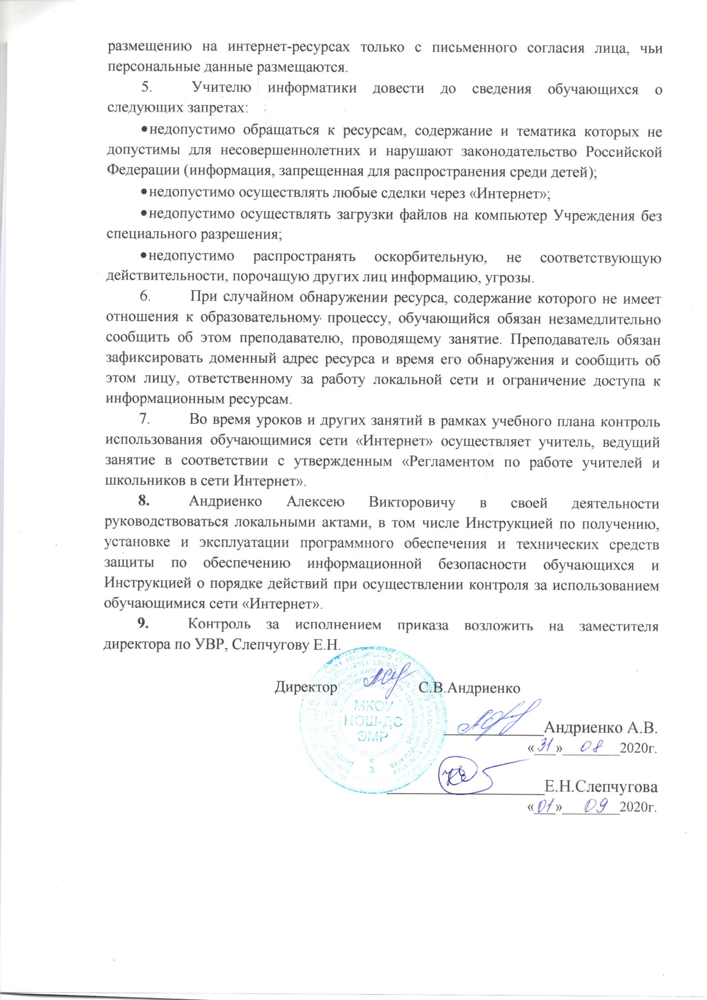 размещению на интернет-ресурсах только с письменного согласия лица, чьи
персональные данные размещаются.
5. Учителю информатики довести до сведения обучающихся о
следующих запретах:
•недопустимо обращаться к ресурсам, содержание и тематика которых не
допустимы для несовершеннолетних и нарушают законодательство Российской
Федерации (информация, запрещенная для распространения среди детей);
•недопустимо осуществлять любые сделки через «Интернет»;
•недопустимо осуществлять загрузки файлов на компьютер Учреждения без
специального разрешения;
•недопустимо распространять оскорбительную, не соответствующую
действительности, порочащую других лиц информацию, угрозы.
6. При случайном обнаружении ресурса, содержание которого не имеет
отношения к образовательному процессу, обучающийся обязан незамедлительно
сообщить об этом преподавателю, проводящему занятие. Преподаватель обязан
зафиксировать доменный адрес ресурса и время его обнаружения и сообщить об
этом лицу, ответственному за работу локальной сети и ограничение доступа к
информационным ресурсам.
7. Во время уроков и других занятий в рамках учебного плана контроль
использования обучающимися сети «Интернет» осуществляет учитель, ведущий
занятие в соответствии с утвержденным «Регламентом по работе учителей и
школьников в сети Интернет».
8. Андриенко Алексею Викторовичу в своей деятельности
руководствоваться локальными актами, в том числе Инструкцией по получению,
установке и эксплуатации программного обеспечения и технических средств
защиты по обеспечению информационной безопасности обучающихся и
Инструкцией о порядке действий при осуществлении контроля за использованием
обучающимися сети «Интернет».
9. Контроль за исполнением приказа возложить на заместителя
директора по УВР, Слепчугову Е.Н.
Директор С.В.Андриенко
МКОУ
НОШ-ДС
ЭМР
* 3
Андриенко А.В.
«31» 08 2020г.
Е.Н.Слепчугова
«01» 09 2020г.